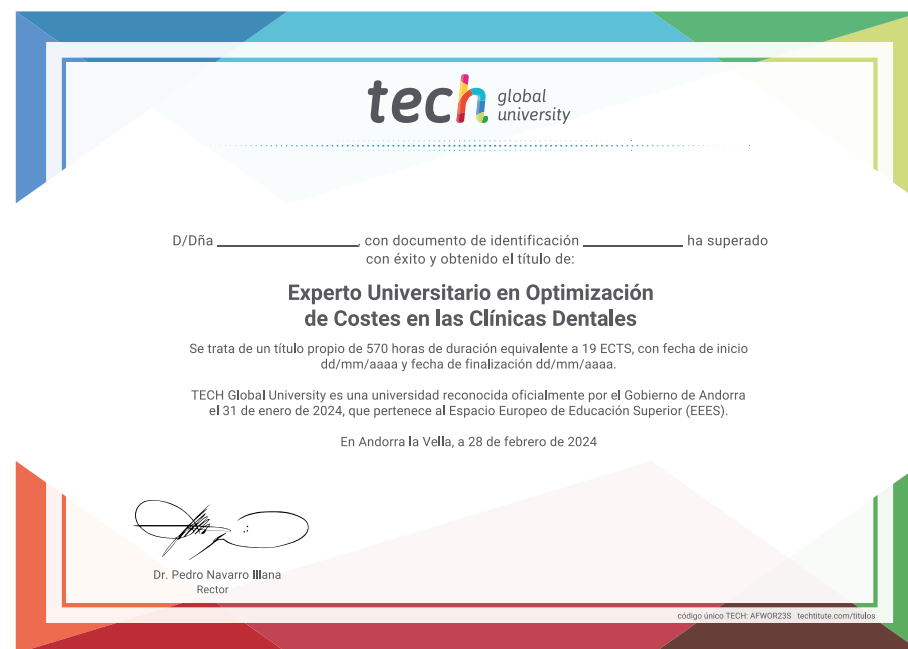 tech global university
D/Dña ____________________, con documento de identificación ______________ ha superado
con éxito y obtenido el título de:
Experto Universitario en Optimización
de Costes en las Clínicas Dentales
Se trata de un título propio de 570 horas de duración equivalente a 19 ECTS, con fecha de inicio
dd/mm/aaaa y fecha de finalización dd/mm/aaaa.
TECH Global University es una universidad reconocida oficialmente por el Gobierno de Andorra
el 31 de enero de 2024, que pertenece al Espacio Europeo de Educación Superior (EEES).
En Andorra la Vella, a 28 de febrero de 2024
Dr. Pedro Navarro Illana
Rector
código único TECH: AFWOR23S techtitute.com/titulos